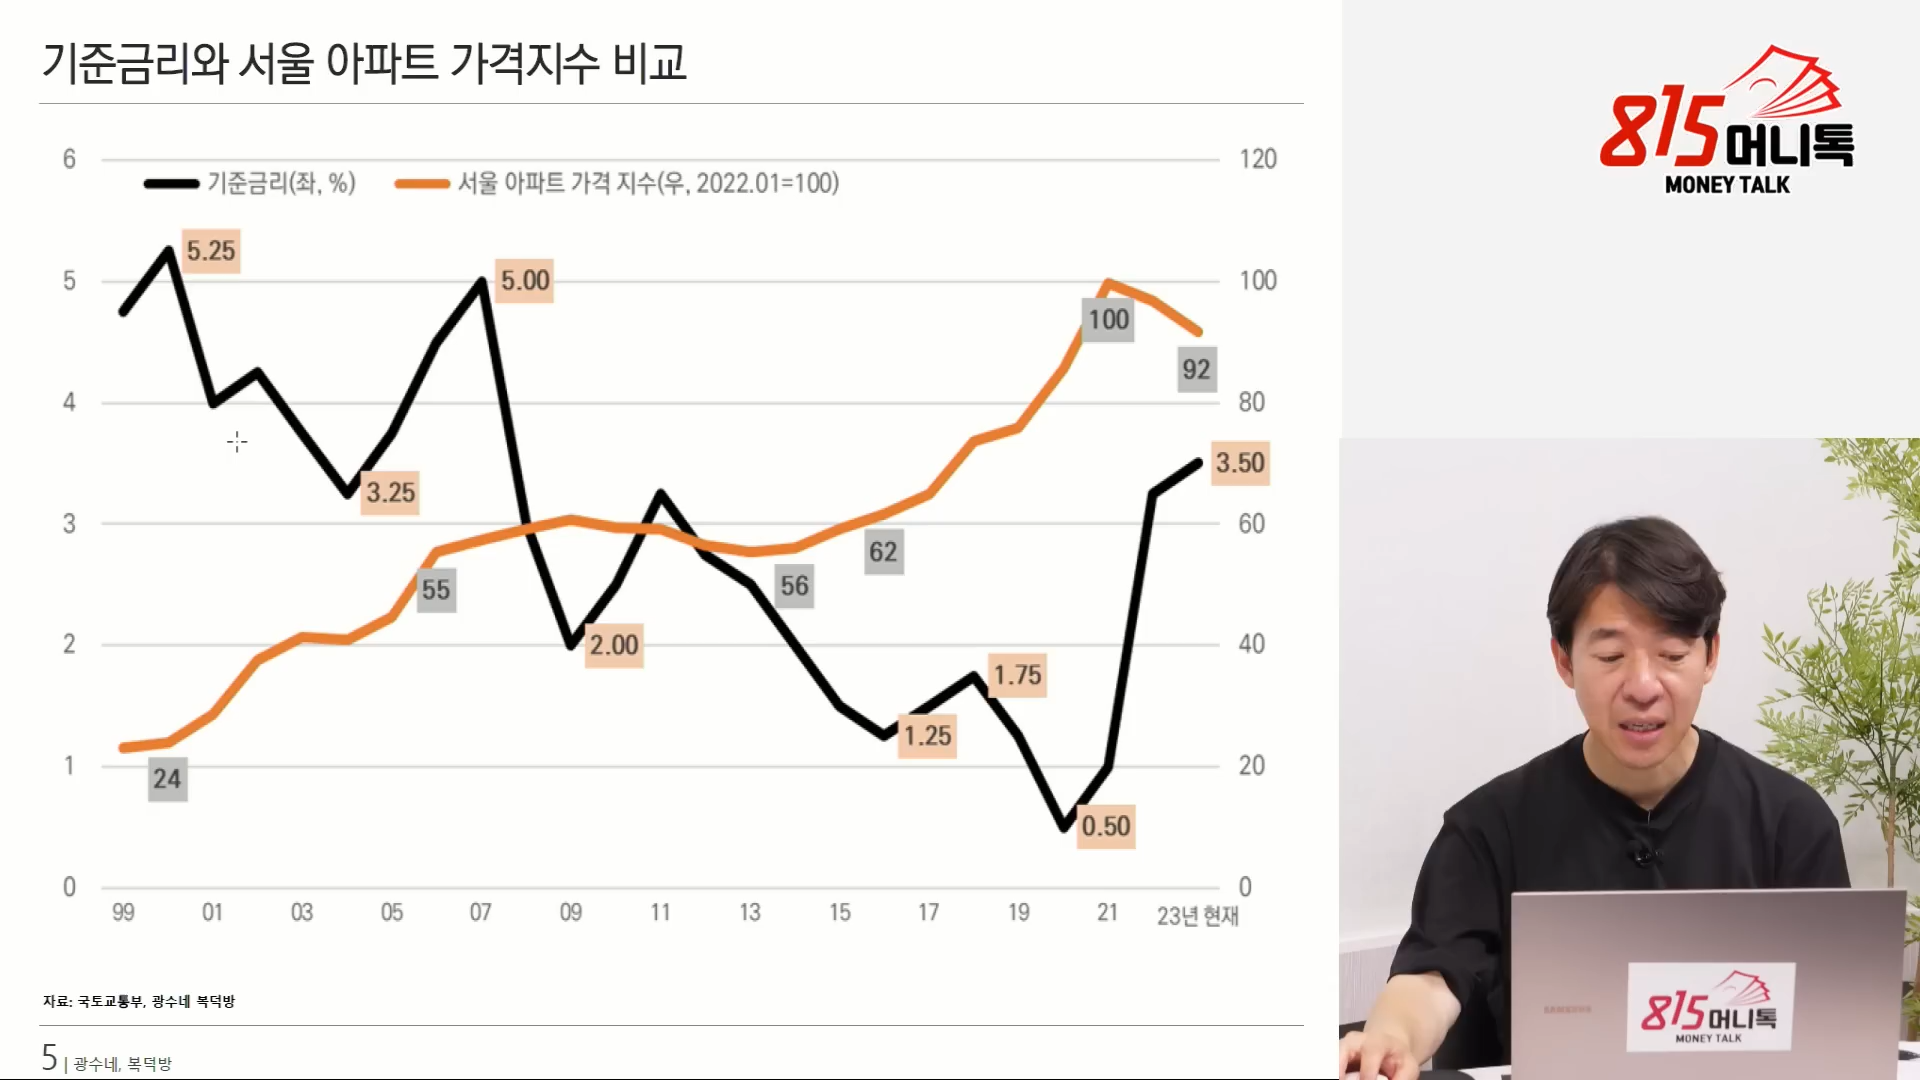 기준금리와 서울 아파트 가격지수 비교
815 머니톡
MONEY TALK
기준금리(좌, %)
서울 아파트 가격 지수(우, 2022.01=100)
6
5
4
3
2
1
0
120
100
80
60
40
20
0
5.25
5.00
3.25
2.00
1.25
1.75
0.50
3.50
24
55
56
62
100
92
99 01 03 05 07 09 11 13 15 17 19 21 23년 현재
자료: 국토교통부, 광수네 복덕방
5 | 광수네, 복덕방
SAMSUNG
815 머니톡
MONEY TALK